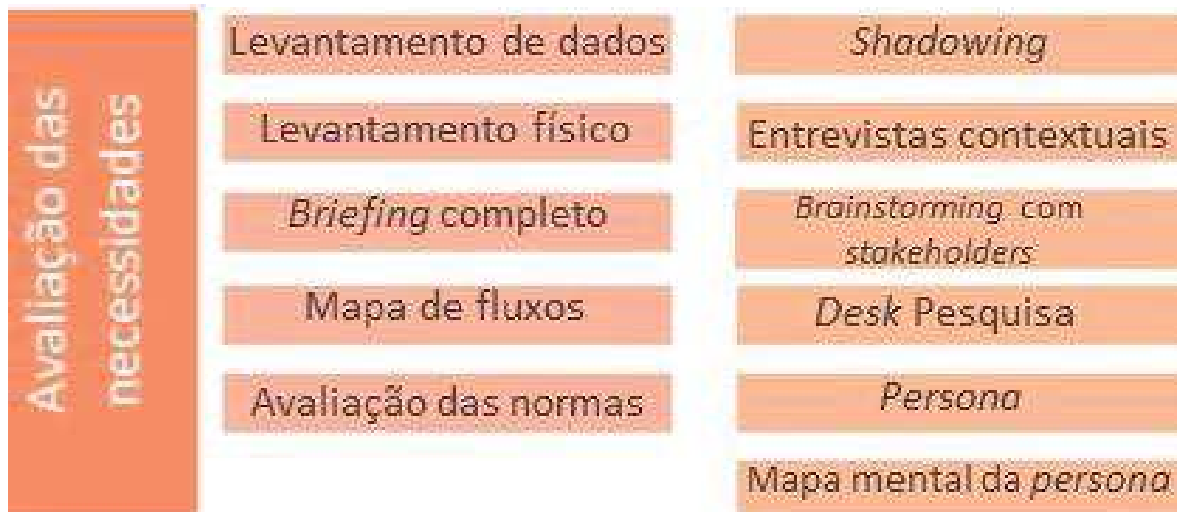 Avaliação das
necessidades
Levantamento de dados
Levantamento físico
Briefing completo
Mapa de fluxos
Avaliação das normas
Shadowing
Entrevistas contextuais
Brainstorming com
stakeholders
Desk Pesquisa
Persona
Mapa mental da persona